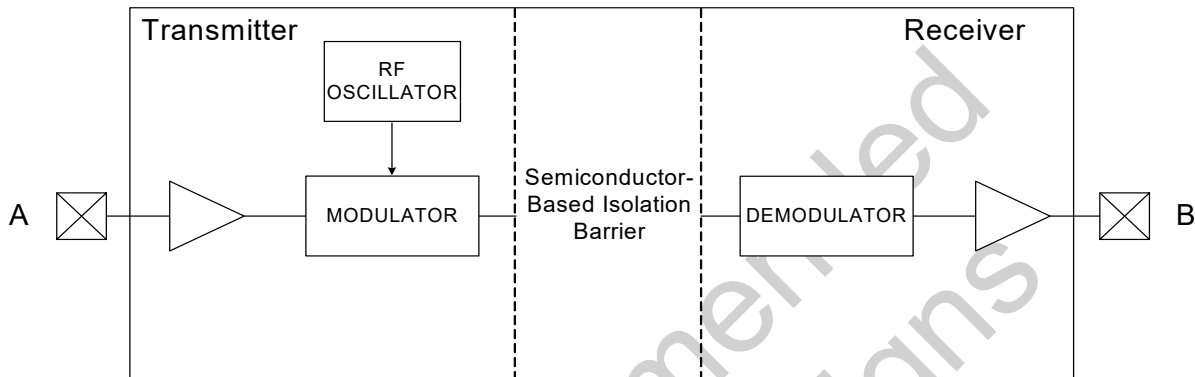 Transmitter
Receiver
RF
OSCILLATOR
A
MODULATOR
Semiconductor-
Based Isolation
Barrier
DEMODULATOR
B